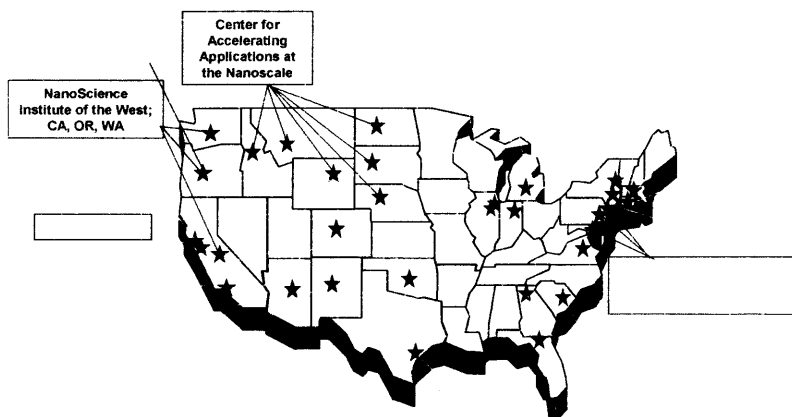 Center for
Accelerating
Applications at
the Nanoscale
NanoScience
Institute of the West;
CA, OR, WA